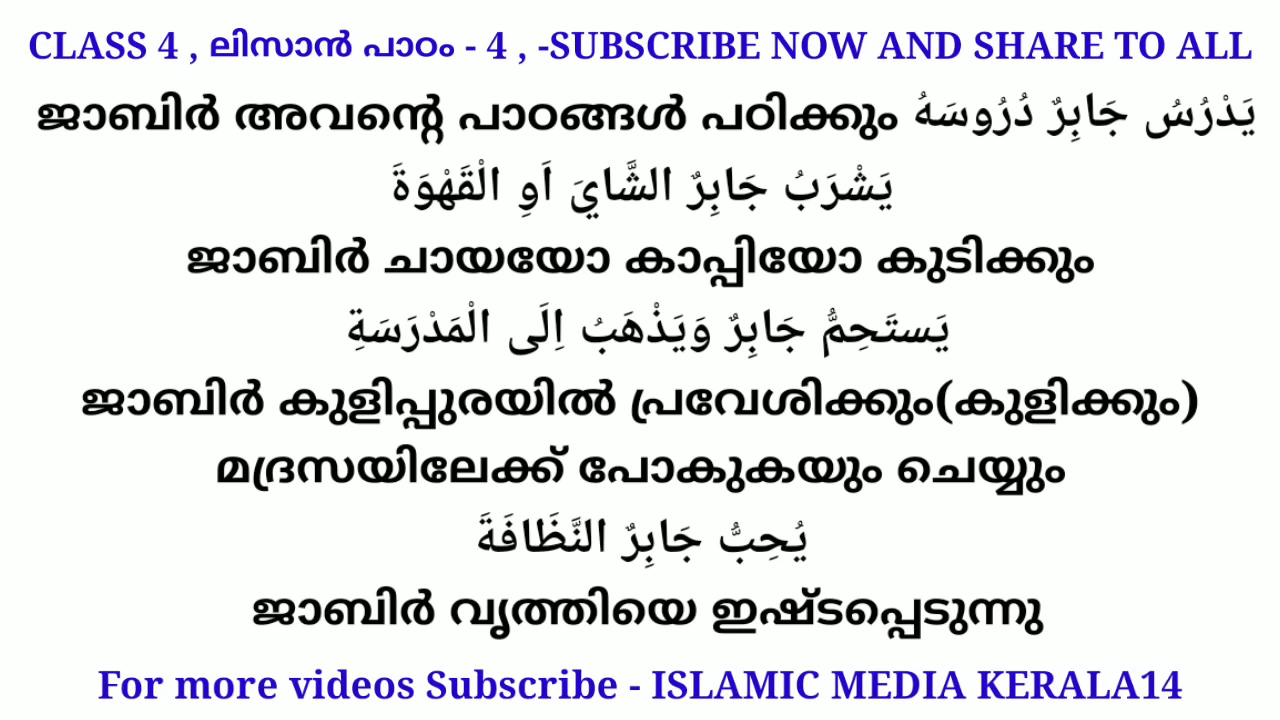 CLASS 4 , ലിസാൻ പാഠം - 4 , -SUBSCRIBE NOW AND SHARE TO ALL
ജാബിർ അവന്റെ പാഠങ്ങൾ പഠിക്കും يَدْرُسُ جَابِرٌ دُرُوسَهُ
يَشْرَبُ جَابِرٌ الشَّايَ اَوِ الْقَهْوَةَ
ജാബിർ ചായയോ കാപ്പിയോ കുടിക്കും
يَستَحِمُّ جَابِرٌ وَيَذْهَبُ اِلَى الْمَدْرَسَةِ
ജാബിർ കുളിപ്പുരയിൽ പ്രവേശിക്കും(കുളിക്കും)
മദ്രസയിലേക്ക് പോകുകയും ചെയ്യും
يُحِبُّ جَابِرٌ النَّظَافَةَ
ജാബിർ വൃത്തിയെ ഇഷ്ടപ്പെടുന്നു
For more videos Subscribe - ISLAMIC MEDIA KERALA14